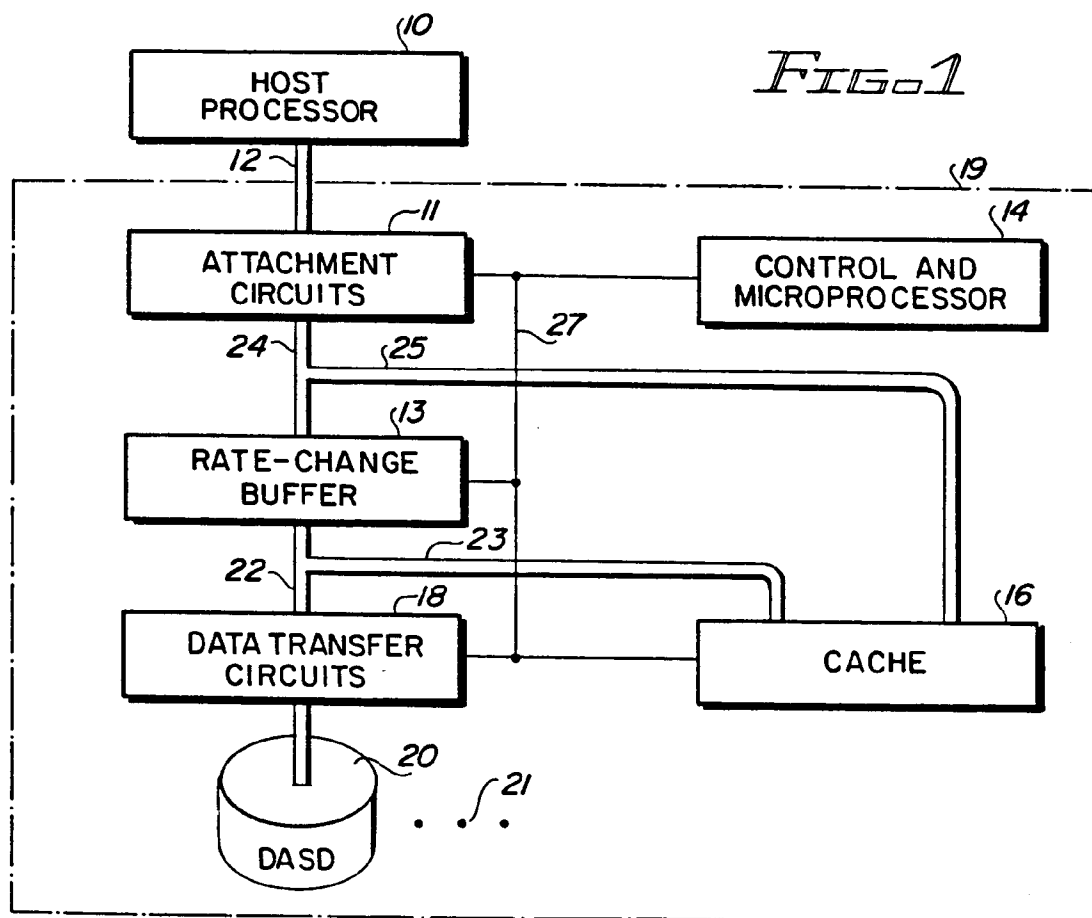 10
FIG. 1
HOST
PROCESSOR
12
19
11
14
ATTACHMENT
CIRCUITS
CONTROL AND
MICROPROCESSOR
24
25
27
13
RATE-CHANGE
BUFFER
23
22
18
16
DATA TRANSFER
CIRCUITS
CACHE
20
21
DASD